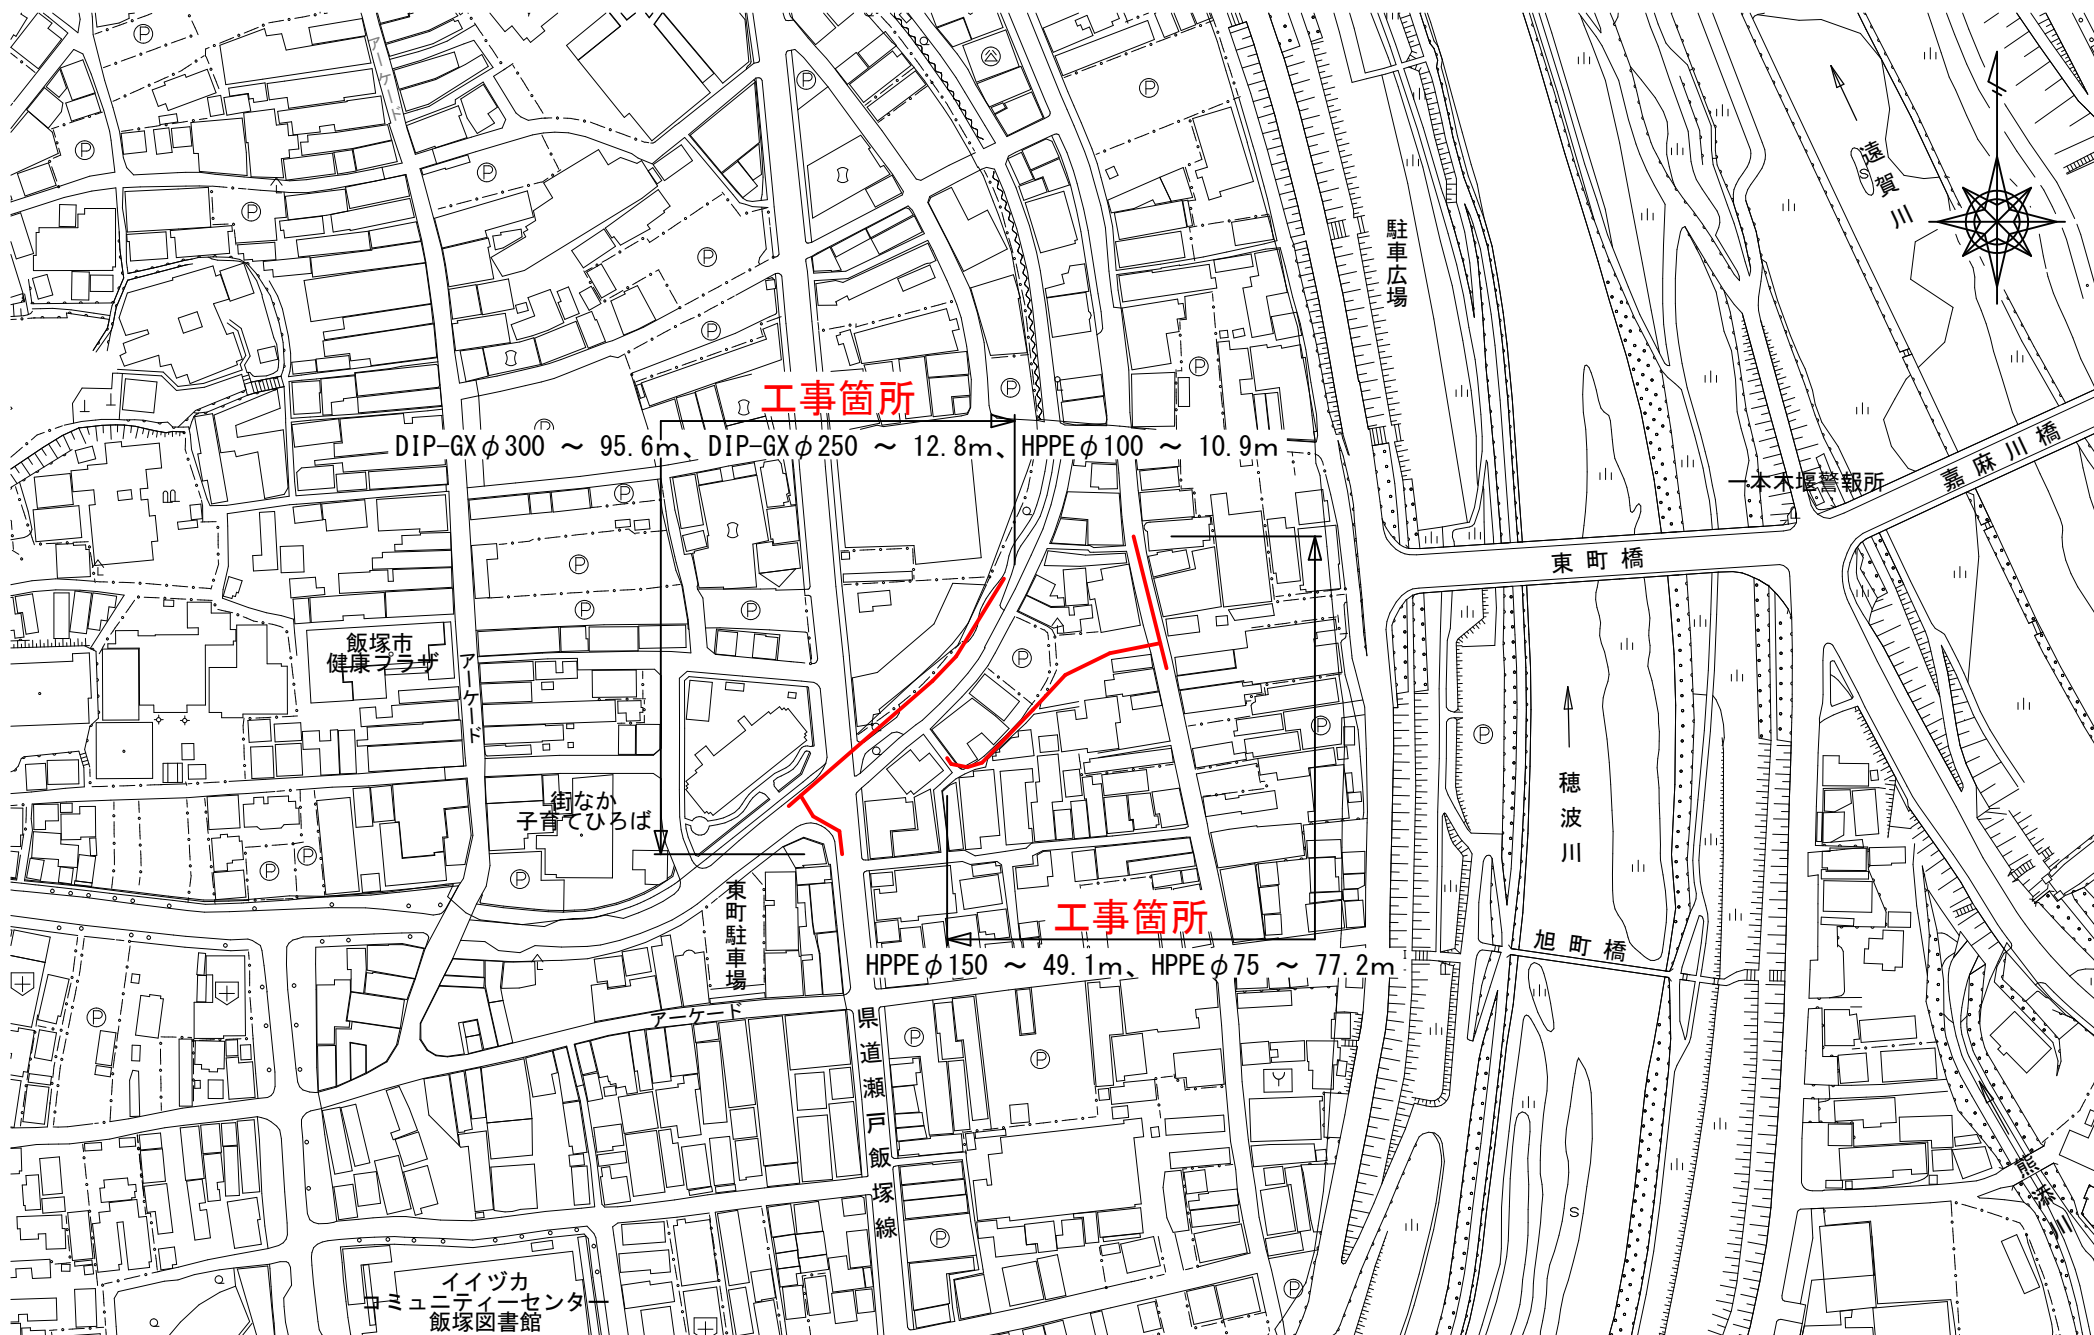 アーケード
遠賀川
駐車広場
工事箇所
DIP-GXφ300 ～ 95.6m、DIP-GXφ250 ～ 12.8m、HPPEφ100 ～ 10.9m
嘉麻川橋
一本木堰警報所
東町橋
飯塚市
健康プラザ
アーケード
穂波川
街なか
子育てひろば
東町駐車場
工事箇所
旭町橋
HPPEφ150 ～ 49.1m、HPPEφ75 ～ 77.2m
アーケード
県道瀬戸飯塚線
熊添川
イイヅカ
コミュニティーセンター
飯塚図書館